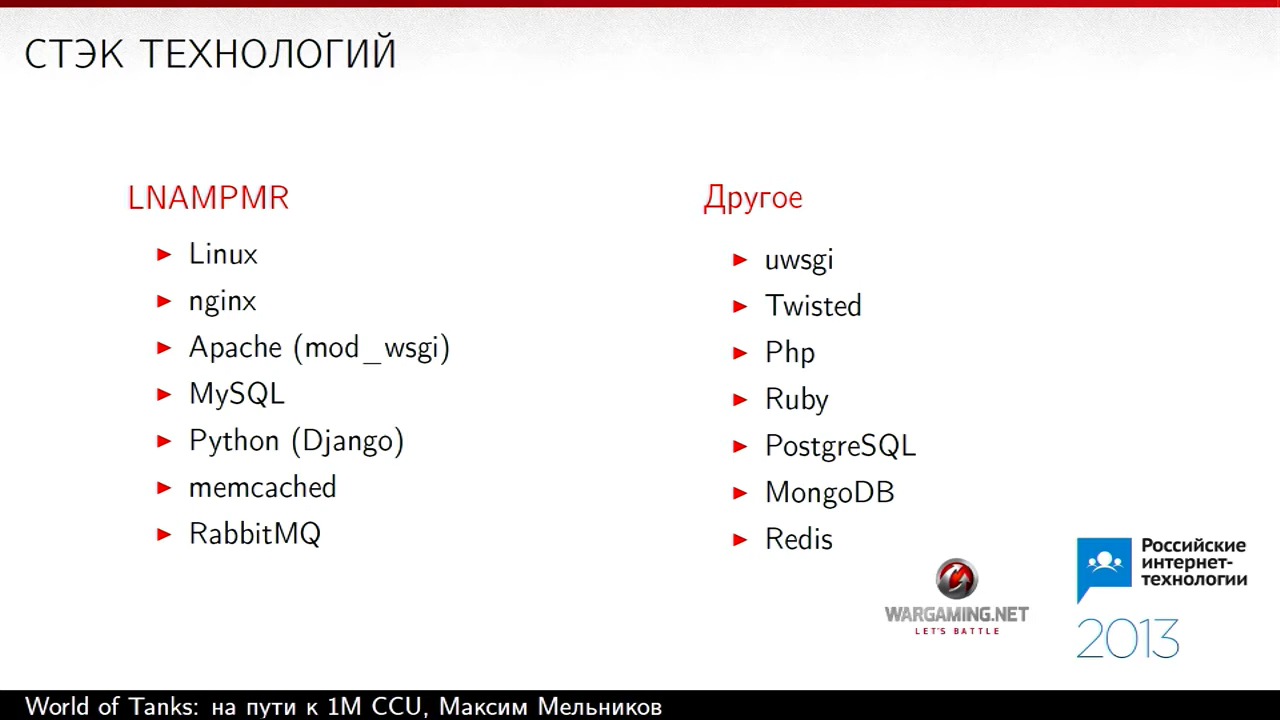 СТЭК ТЕХНОЛОГИЙ
LNAMPMR
Linux
nginx
Apache (mod_wsgi)
MySQL
Python (Django)
memcached
RabbitMQ
Другое
uwsgi
Twisted
Php
Ruby
PostgreSQL
MongoDB
Redis
WARGAMING.NET
LET'S BATTLE
Российские
интернет-
технологии
2013
World of Tanks: на пути к 1M CCU, Максим Мельников